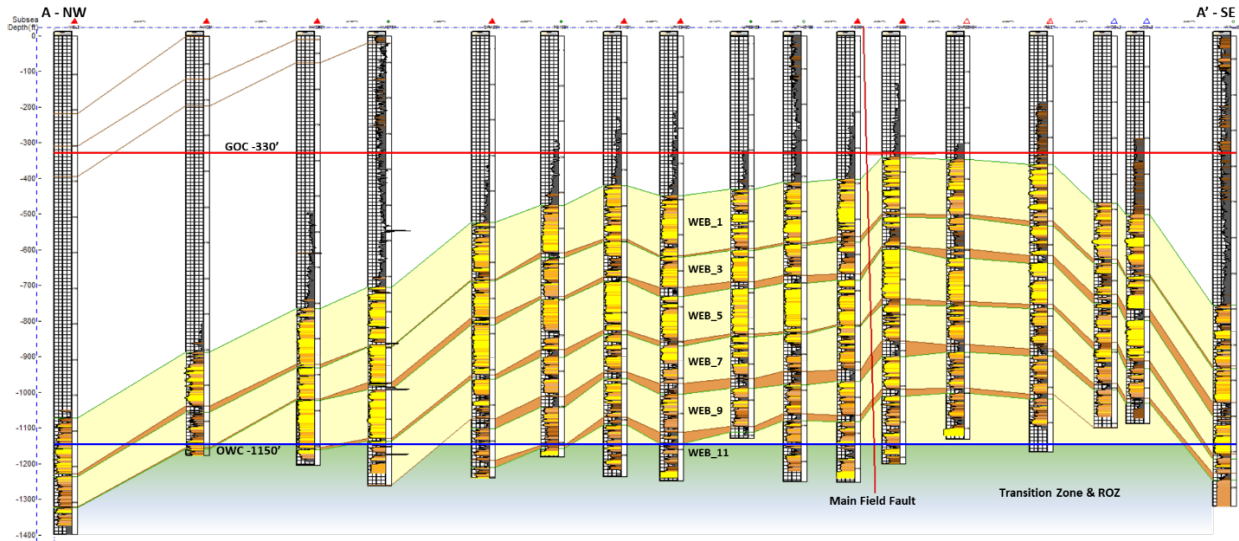 A - NW
A' - SE
Subsea
Depth(ft)
0
-100
-200
-300
GOC -330'
-400
-500
WEB_1
-600
WEB_3
-700
WEB_5
-800
-900
WEB_7
-1000
WEB_9
-1100
OWC -1150'
WEB_11
-1200
Main Field Fault
Transition Zone & ROZ
-1300
-1400